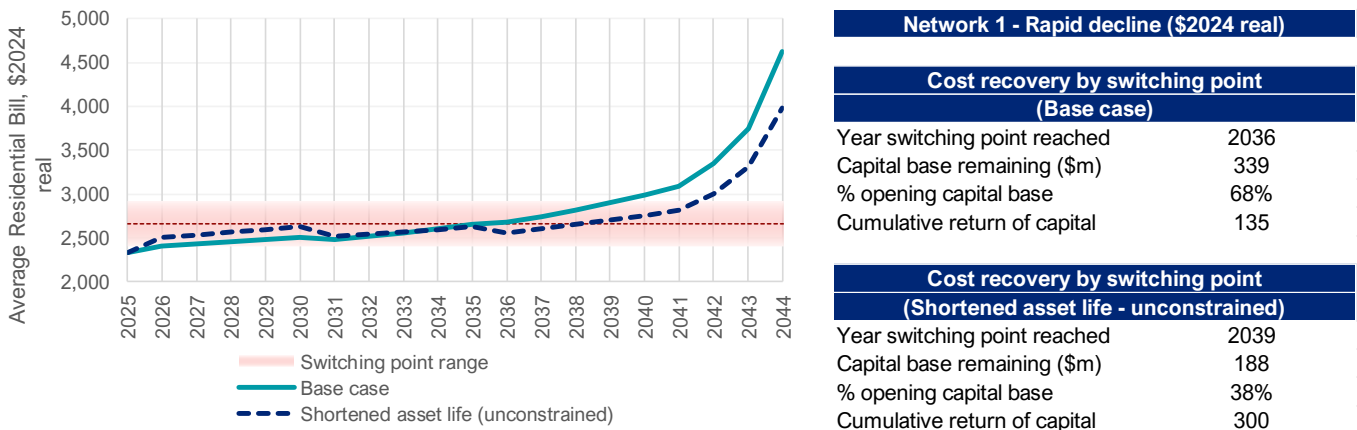 Average Residential Bill, $2024
real
5,000
4,500
4,000
3,500
3,000
2,500
2,000
2025
2026
2027
2028
2029
2030
2031
2032
2033
2034
2035
2036
2037
2038
2039
2040
2041
2042
2043
2044
Switching point range
Base case
Shortened asset life (unconstrained)
Network 1 - Rapid decline ($2024 real)
Cost recovery by switching point
(Base case)
Year switching point reached 2036
Capital base remaining ($m) 339
% opening capital base 68%
Cumulative return of capital 135
Cost recovery by switching point
(Shortened asset life - unconstrained)
Year switching point reached 2039
Capital base remaining ($m) 188
% opening capital base 38%
Cumulative return of capital 300